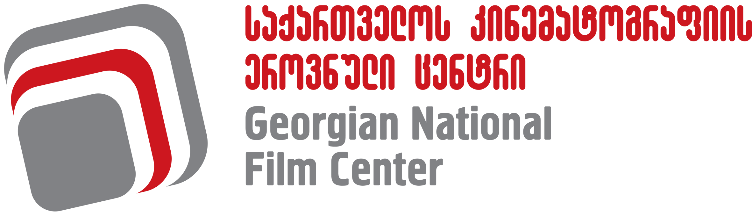 საქართველოს კინემატოგრაფიის
ეროვნული ცენტრი
Georgian National
Film Center